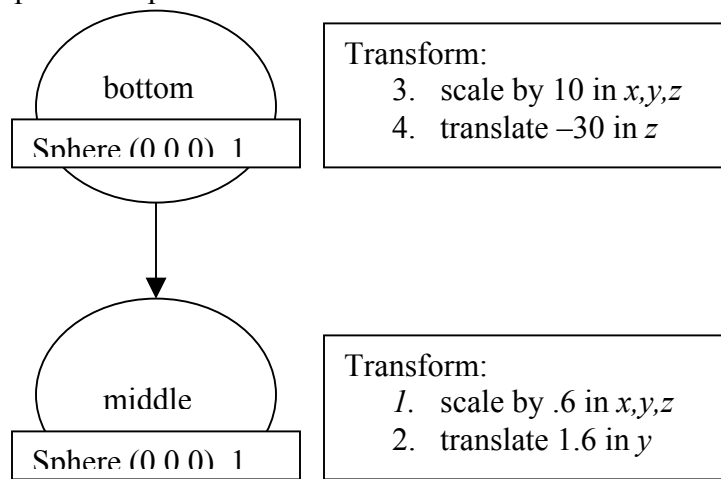 bottom
Sphere (0 0 0) 1
Transform:
3. scale by 10 in x,y,z
4. translate –30 in z
middle
Sphere (0 0 0) 1
Transform:
1. scale by .6 in x,y,z
2. translate 1.6 in y